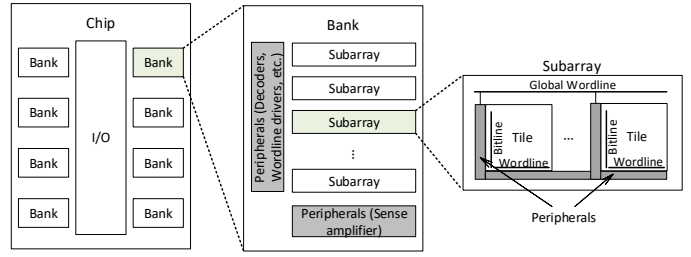 Chip
Bank
Bank
Bank
Bank
I/O
Bank
Bank
Bank
Bank
Bank
Peripherals (Decoders,
Wordline drivers, etc.)
Subarray
Subarray
Subarray
...
Subarray
Peripherals (Sense
amplifier)
Subarray
Global Wordline
Bitline
Tile
Wordline
...
Bitline
Tile
Wordline
Peripherals